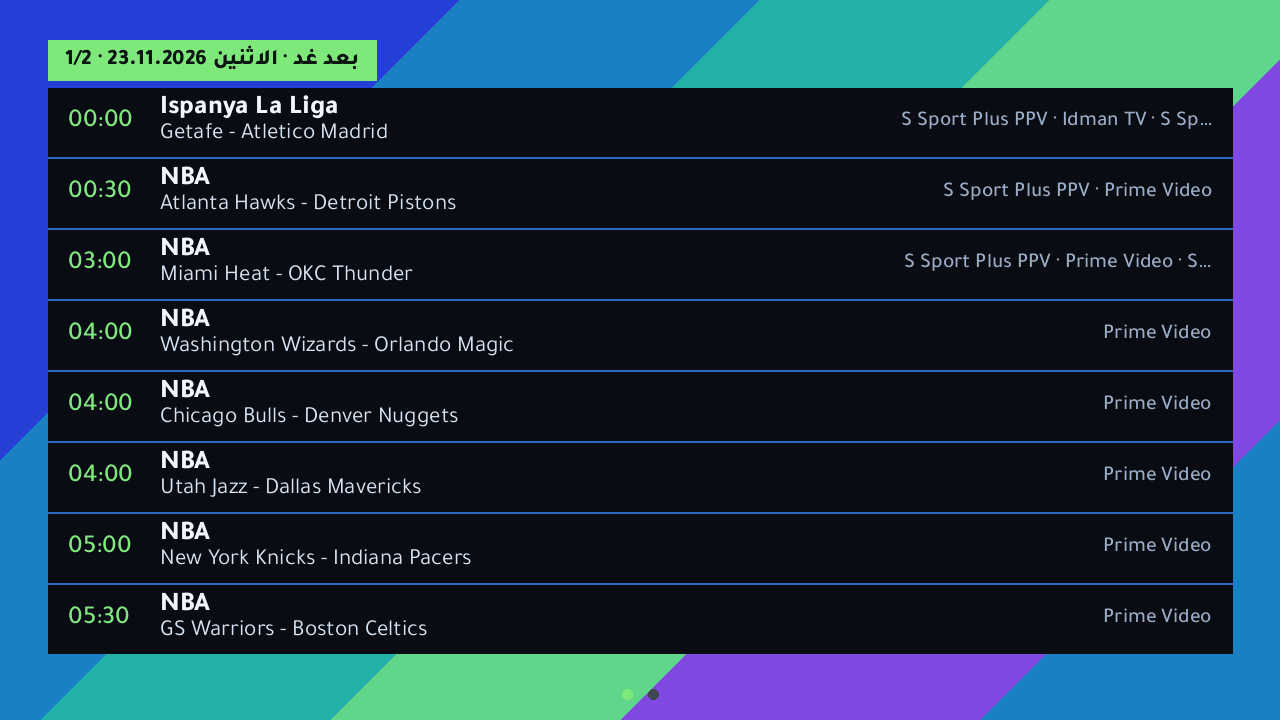 بعد غد · الاثنين 23.11.2026 · 1/2
00:00
Ispanya La Liga
Getafe - Atletico Madrid
S Sport Plus PPV · Idman TV · S Sp...
00:30
NBA
Atlanta Hawks - Detroit Pistons
S Sport Plus PPV · Prime Video
03:00
NBA
Miami Heat - OKC Thunder
S Sport Plus PPV · Prime Video · S...
04:00
NBA
Washington Wizards - Orlando Magic
Prime Video
04:00
NBA
Chicago Bulls - Denver Nuggets
Prime Video
04:00
NBA
Utah Jazz - Dallas Mavericks
Prime Video
05:00
NBA
New York Knicks - Indiana Pacers
Prime Video
05:30
NBA
GS Warriors - Boston Celtics
Prime Video